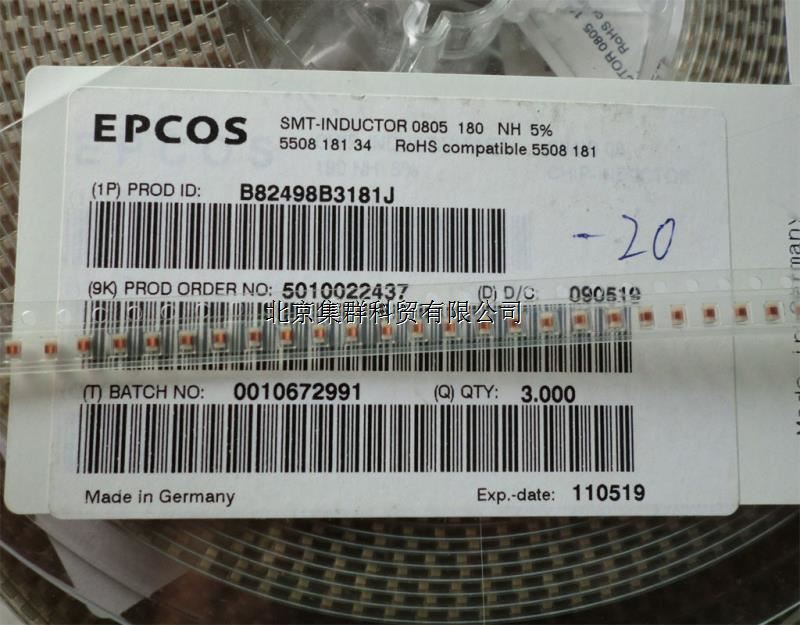 EPCOS SMT-INDUCTOR 0805 180 NH 5%
5508 181 34 RoHS compatible 5508 181
(1P) PROD ID: B82498B3181J
-20
(9K) PROD ORDER NO: 5010022437 (D) D/C: 090519
北京集群科贸有限公司
(T) BATCH NO: 0010672991 (Q) QTY: 3.000
Made in Germany Exp.-date: 110519